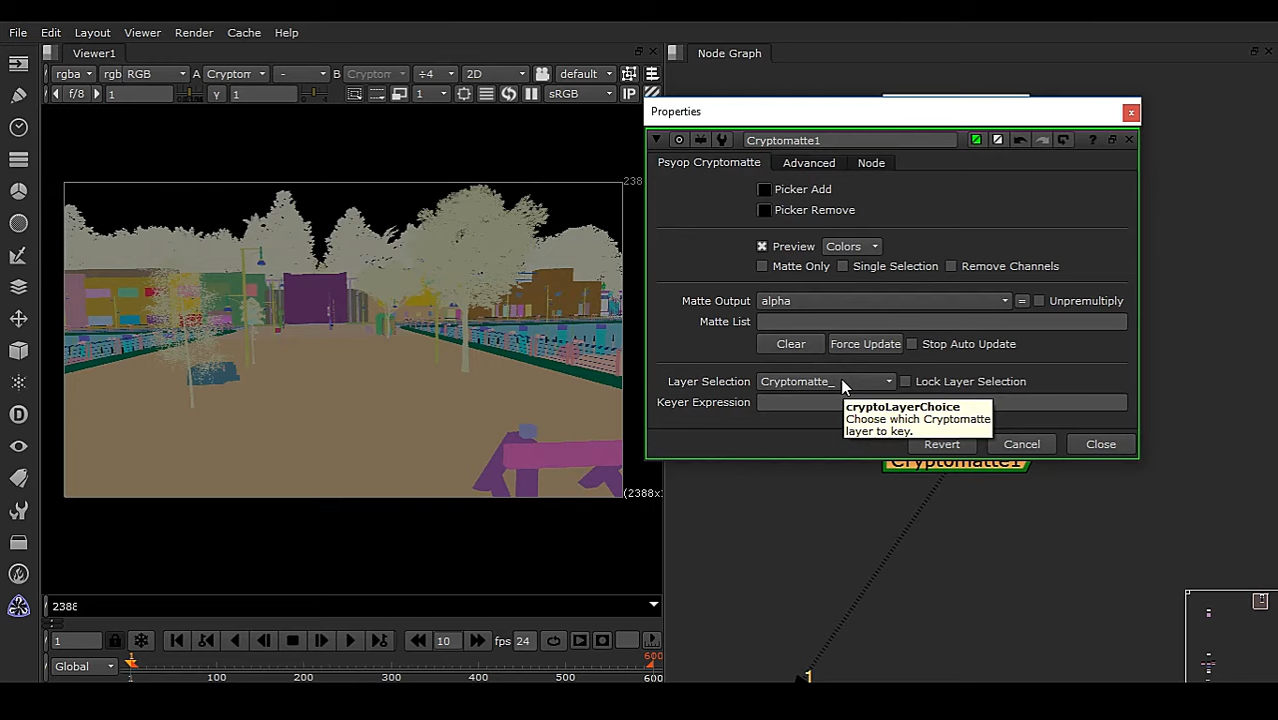 File Edit Layout Viewer Render Cache Help
Viewer1
Node Graph
rgba rgb RGB A Cryptom - B Cryptom ÷4 2D default
f/8 1 γ 1 1 sRGB IP
Properties
Cryptomatte1 ?
Psyop Cryptomatte Advanced Node
Picker Add
Picker Remove
Preview Colors
Matte Only Single Selection Remove Channels
Matte Output alpha = Unpremultiply
Matte List
Clear Force Update Stop Auto Update
Layer Selection Cryptomatte_ Lock Layer Selection
Keyer Expression
cryptoLayerChoice
Choose which Cryptomatte
layer to key.
Revert Cancel Close
Cryptomatte1
238
(2388x
2388
1 10 fps 24
Global 1 600
1 100 200 300 400 500 600
1